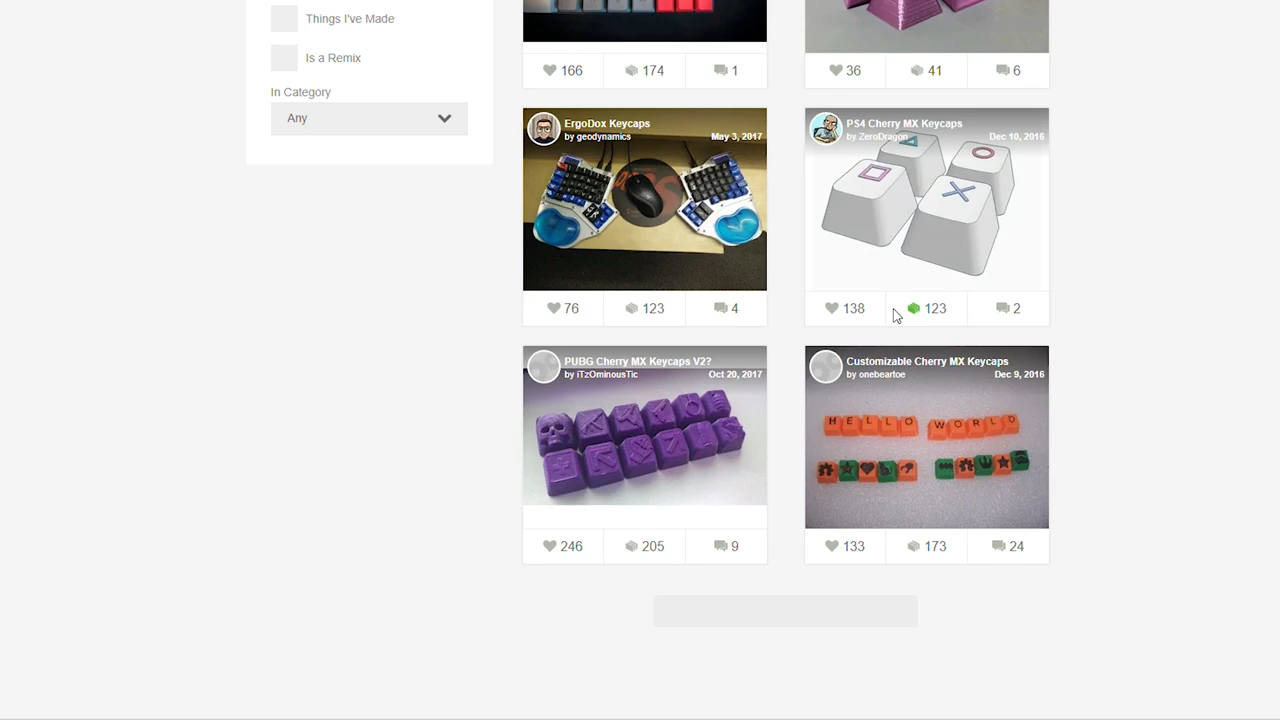 Things I've Made
Is a Remix
In Category
Any
166 174 1
36 41 6
ErgoDox Keycaps
by geodynamics May 3, 2017
76 123 4
PS4 Cherry MX Keycaps
by ZeroDragon Dec 10, 2016
138 123 2
PUBG Cherry MX Keycaps V2?
by iTzOminousTic Oct 20, 2017
246 205 9
Customizable Cherry MX Keycaps
by onebeartoe Dec 9, 2016
HELLO WORLD
133 173 24